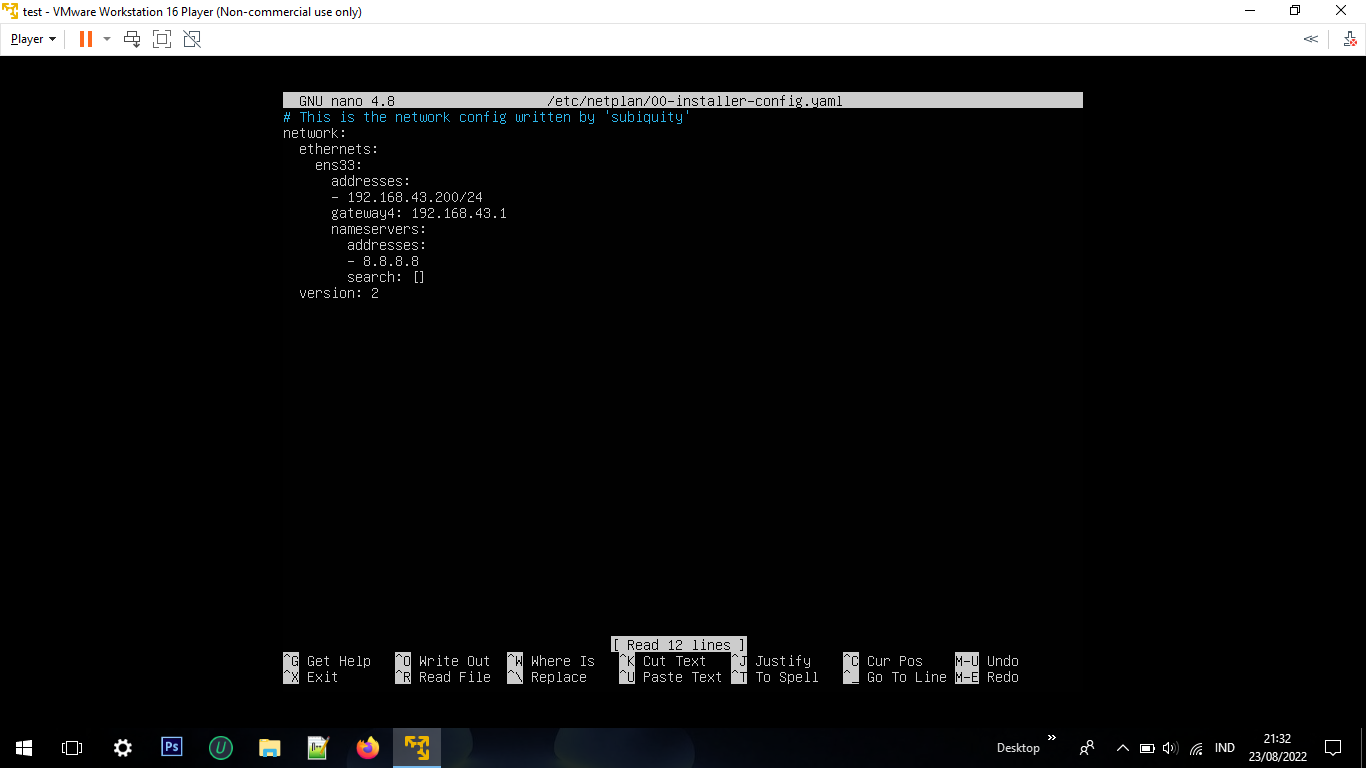 test - VMware Workstation 16 Player (Non-commercial use only)
Player
GNU nano 4.8 /etc/netplan/00-installer-config.yaml
# This is the network config written by 'subiquity'
network:
  ethernets:
    ens33:
      addresses:
      - 192.168.43.200/24
      gateway4: 192.168.43.1
      nameservers:
        addresses:
        - 8.8.8.8
        search: []
  version: 2
[ Read 12 lines ]
^G Get Help ^O Write Out ^W Where Is ^K Cut Text ^J Justify ^C Cur Pos M-U Undo
^X Exit ^R Read File ^\ Replace ^U Paste Text ^T To Spell ^_ Go To Line M-E Redo
Ps
U
Desktop
IND
21:32
23/08/2022